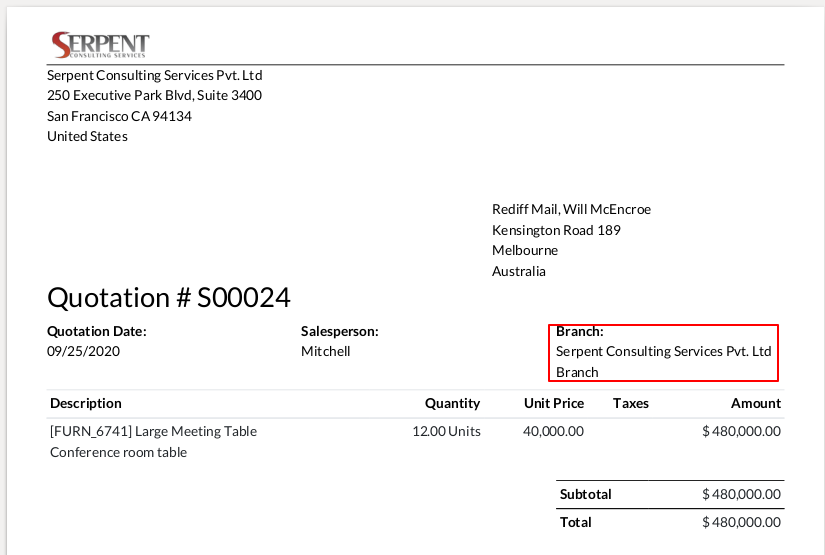 SERPENT
CONSULTING SERVICES
Serpent Consulting Services Pvt. Ltd
250 Executive Park Blvd, Suite 3400
San Francisco CA 94134
United States
Rediff Mail, Will McEncroe
Kensington Road 189
Melbourne
Australia
Quotation # S00024
Quotation Date: Salesperson: Branch:
09/25/2020 Mitchell Serpent Consulting Services Pvt. Ltd
Branch
Description Quantity Unit Price Taxes Amount
[FURN_6741] Large Meeting Table 12.00 Units 40,000.00 $ 480,000.00
Conference room table
Subtotal $ 480,000.00
Total $ 480,000.00